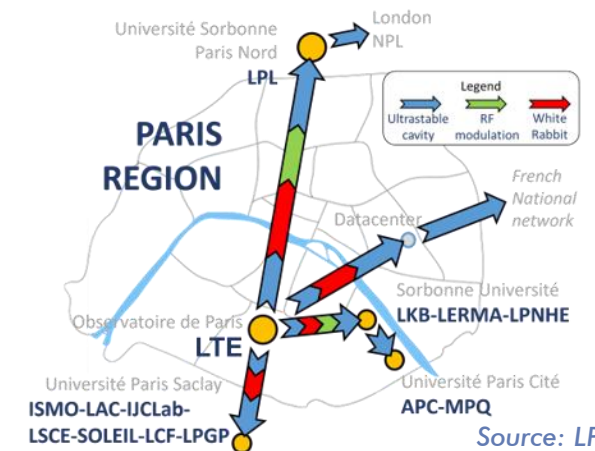 Université Sorbonne
Paris Nord
LPL
London
NPL
Legend
Ultrastable
cavity
RF
modulation
White
Rabbit
PARIS
REGION
French
National
network
Datacenter
Sorbonne Université
LKB-LERMA-LPNHE
Observatoire de Paris
LTE
Université Paris Saclay
ISMO-LAC-IJCLab-
LSCE-SOLEIL-LCF-LPGP
Université Paris Cité
APC-MPQ
Source: